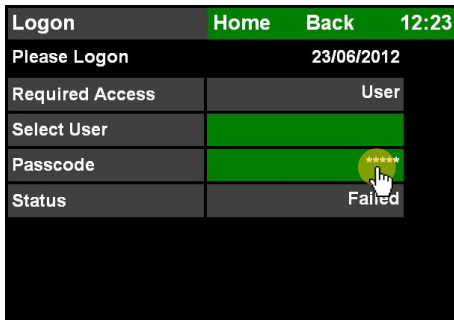 Logon Home Back 12:23
Please Logon 23/06/2012
Required Access User
Select User
Passcode *****
Status Failed